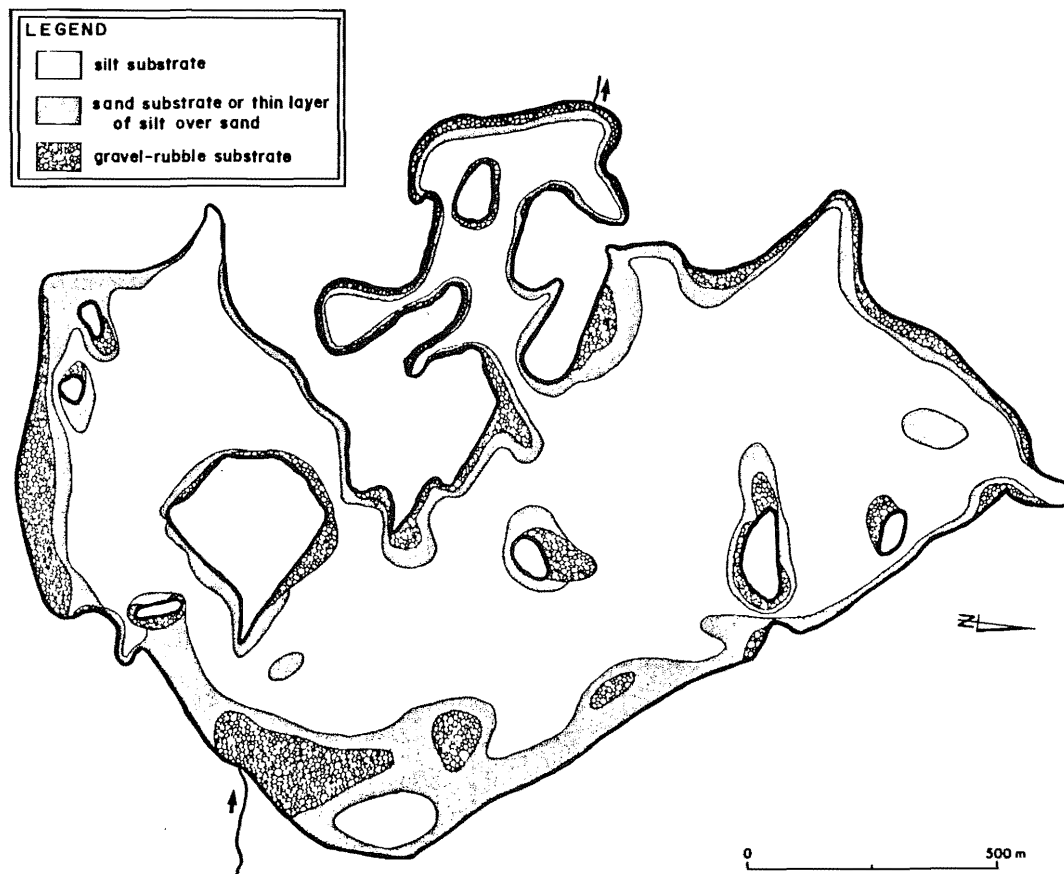 LEGEND
silt substrate
sand substrate or thin layer
of silt over sand
gravel-rubble substrate
N
0 500 m